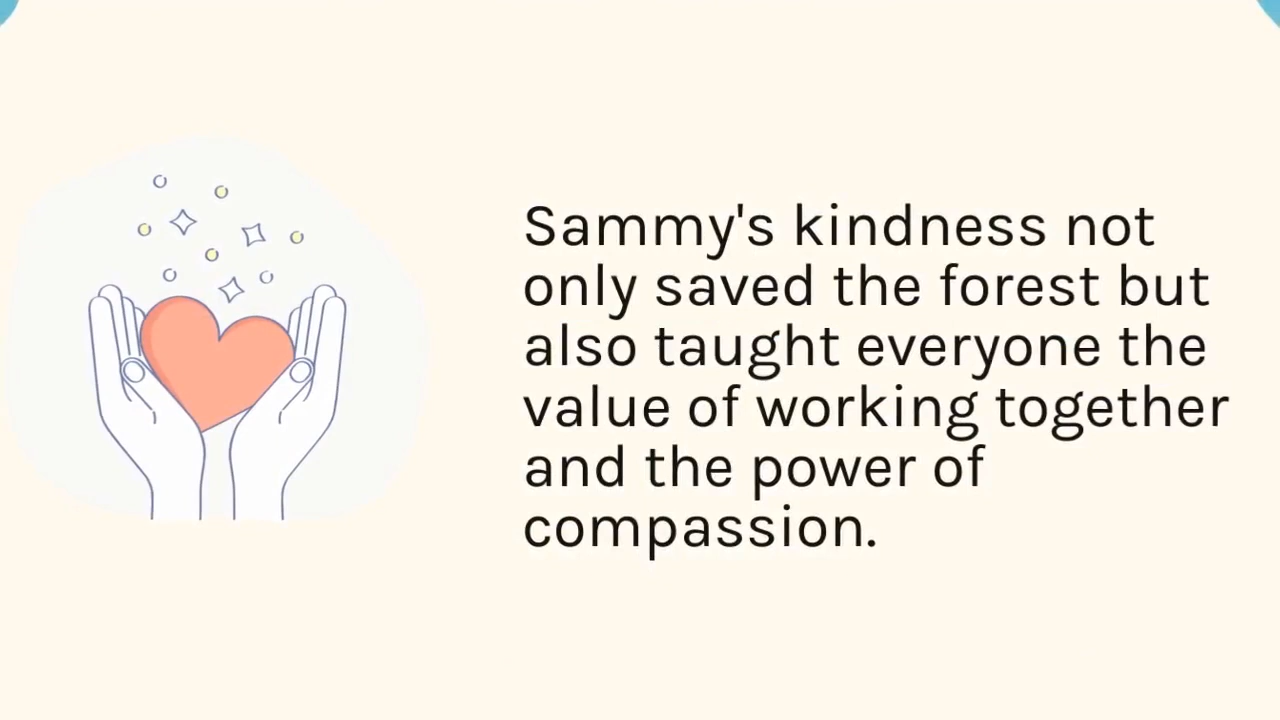 Sammy's kindness not
only saved the forest but
also taught everyone the
value of working together
and the power of
compassion.